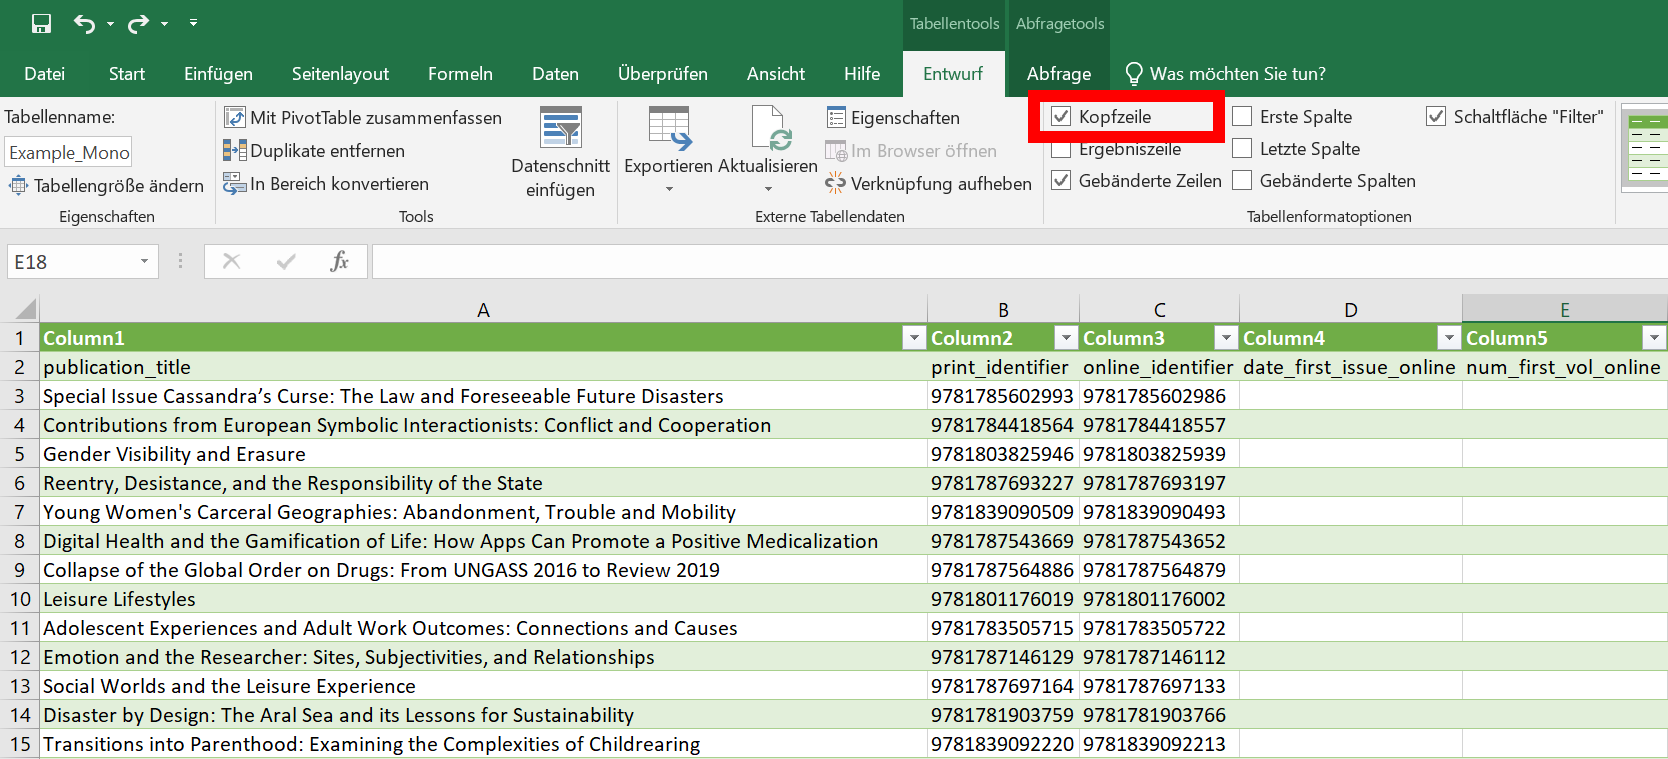 Tabellentools Abfragetools
Datei Start Einfügen Seitenlayout Formeln Daten Überprüfen Ansicht Hilfe Entwurf Abfrage Was möchten Sie tun?
Tabellenname:
Example_Mono
Tabellengröße ändern
Eigenschaften
Mit PivotTable zusammenfassen
Duplikate entfernen
In Bereich konvertieren
Datenschnitt
einfügen
Tools
Exportieren Aktualisieren
Eigenschaften
Im Browser öffnen
Verknüpfung aufheben
Externe Tabellendaten
Kopfzeile Erste Spalte Schaltfläche "Filter"
Ergebniszeile Letzte Spalte
Gebänderte Zeilen Gebänderte Spalten
Tabellenformatoptionen
E18 fx
A B C D E
1 Column1 Column2 Column3 Column4 Column5
2 publication_title print_identifier online_identifier date_first_issue_online num_first_vol_online
3 Special Issue Cassandra’s Curse: The Law and Foreseeable Future Disasters 9781785602993 9781785602986
4 Contributions from European Symbolic Interactionists: Conflict and Cooperation 9781784418564 9781784418557
5 Gender Visibility and Erasure 9781803825946 9781803825939
6 Reentry, Desistance, and the Responsibility of the State 9781787693227 9781787693197
7 Young Women's Carceral Geographies: Abandonment, Trouble and Mobility 9781839090509 9781839090493
8 Digital Health and the Gamification of Life: How Apps Can Promote a Positive Medicalization 9781787543669 9781787543652
9 Collapse of the Global Order on Drugs: From UNGASS 2016 to Review 2019 9781787564886 9781787564879
10 Leisure Lifestyles 9781801176019 9781801176002
11 Adolescent Experiences and Adult Work Outcomes: Connections and Causes 9781783505715 9781783505722
12 Emotion and the Researcher: Sites, Subjectivities, and Relationships 9781787146129 9781787146112
13 Social Worlds and the Leisure Experience 9781787697164 9781787697133
14 Disaster by Design: The Aral Sea and its Lessons for Sustainability 9781781903759 9781781903766
15 Transitions into Parenthood: Examining the Complexities of Childrearing 9781839092220 9781839092213